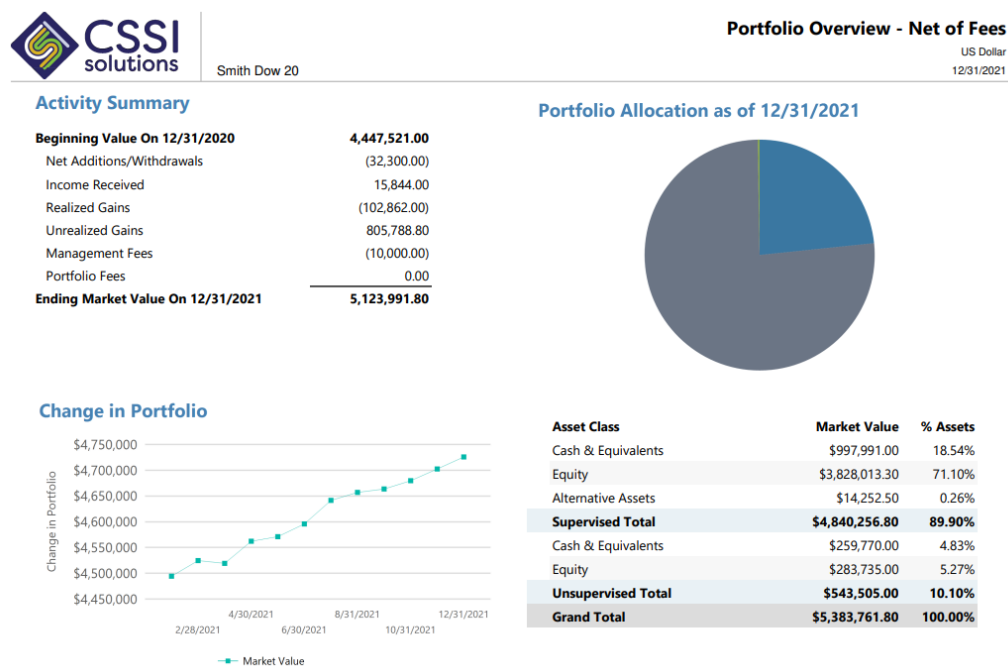 CSSI
solutions
Smith Dow 20
Portfolio Overview - Net of Fees
US Dollar
12/31/2021
Activity Summary
Beginning Value On 12/31/2020 4,447,521.00
Net Additions/Withdrawals (32,300.00)
Income Received 15,844.00
Realized Gains (102,862.00)
Unrealized Gains 805,788.80
Management Fees (10,000.00)
Portfolio Fees 0.00
Ending Market Value On 12/31/2021 5,123,991.80
Portfolio Allocation as of 12/31/2021
Change in Portfolio
Change in Portfolio
$4,750,000
$4,700,000
$4,650,000
$4,600,000
$4,550,000
$4,500,000
$4,450,000
4/30/2021 8/31/2021 12/31/2021
2/28/2021 6/30/2021 10/31/2021
Market Value
Asset Class Market Value % Assets
Cash & Equivalents $997,991.00 18.54%
Equity $3,828,013.30 71.10%
Alternative Assets $14,252.50 0.26%
Supervised Total $4,840,256.80 89.90%
Cash & Equivalents $259,770.00 4.83%
Equity $283,735.00 5.27%
Unsupervised Total $543,505.00 10.10%
Grand Total $5,383,761.80 100.00%